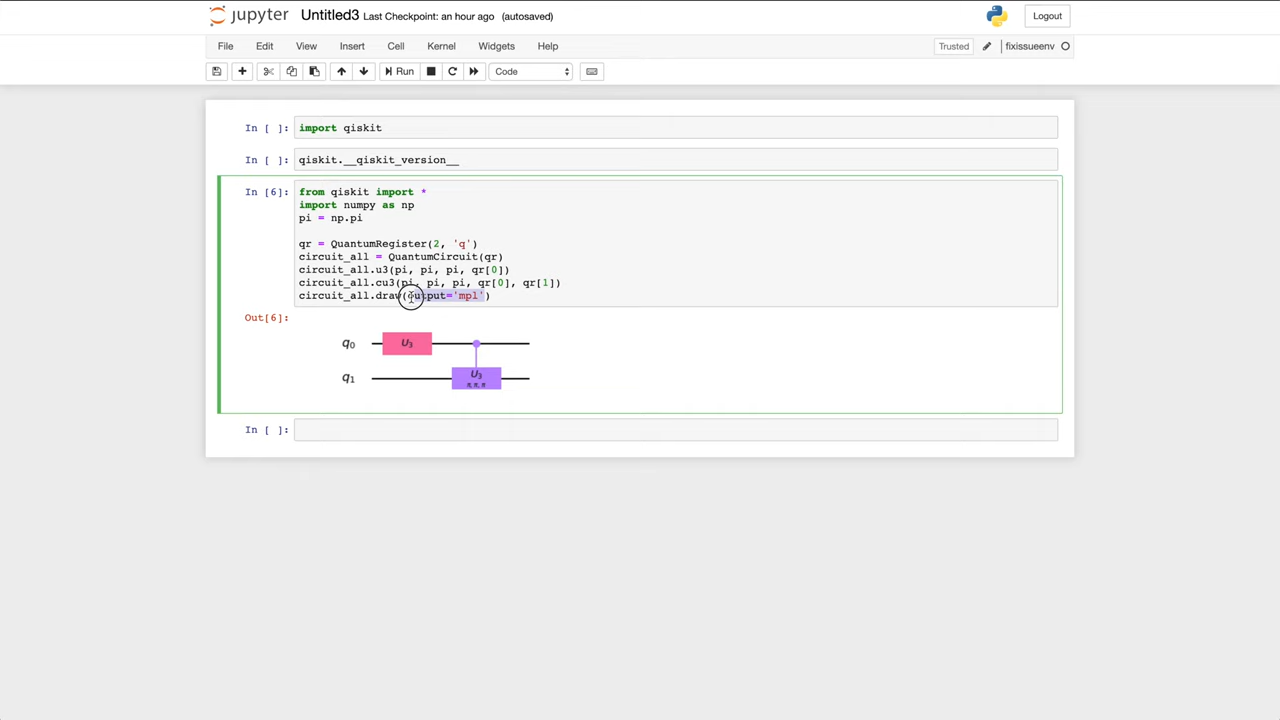 jupyter Untitled3 Last Checkpoint: an hour ago (autosaved) Logout
File Edit View Insert Cell Kernel Widgets Help Trusted fixissueenv
Run Code
In [ ]: import qiskit
In [ ]: qiskit.__qiskit_version__
In [6]: from qiskit import *
import numpy as np
pi = np.pi
qr = QuantumRegister(2, 'q')
circuit_all = QuantumCircuit(qr)
circuit_all.u3(pi, pi, pi, qr[0])
circuit_all.cu3(pi, pi, pi, qr[0], qr[1])
circuit_all.draw(output='mpl')
Out[6]:
q0 U3
q1 U3
π, π, π
In [ ]: